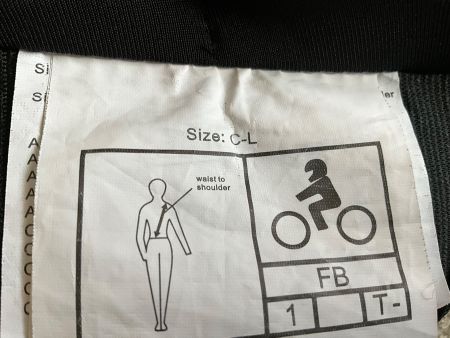 Size: C-L
waist to
shoulder
FB
1 T-